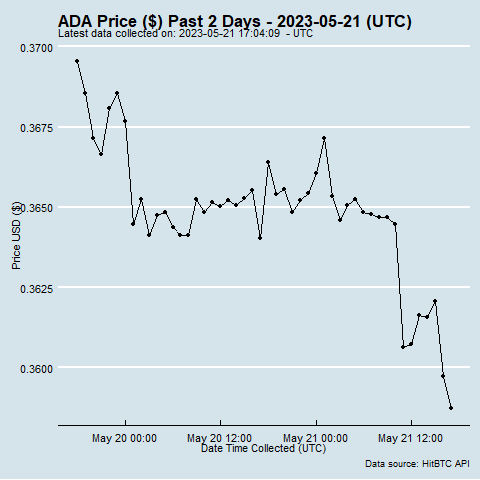 ADA Price ($) Past 2 Days - 2023-05-21 (UTC)
Latest data collected on: 2023-05-21 17:04:09 - UTC
0.3700
0.3675
0.3650
0.3625
0.3600
Price USD ($)
May 20 00:00
May 20 12:00
May 21 00:00
May 21 12:00
Date Time Collected (UTC)
Data source: HitBTC API